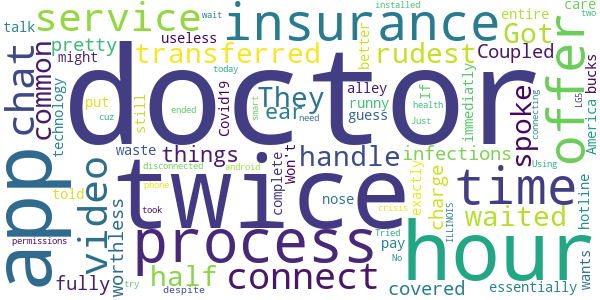 doctor
twice
app
hour
process
time
insurance
offer
service
chat
video
connect
transferred
rudest
They
Got
Coupled
handle
half
waited
spoke
common
things
ear
infections
fully
covered
charge
worthless
pretty
talk
might
useless
entire
care
better
wait
installed
two
put
still
technology
Covid19
today
alley
runny
guess
If
health
Just
immediatly
America
bucks
LG5
connecting
cuz
ended
smart
need
waste
complete
Won't
nose
exactly
told
disconnected
android
phone
took
permissions
try
despite
pay
Tried
No
crisis
ILLINOIS
Using
essentially
hotline
Wants